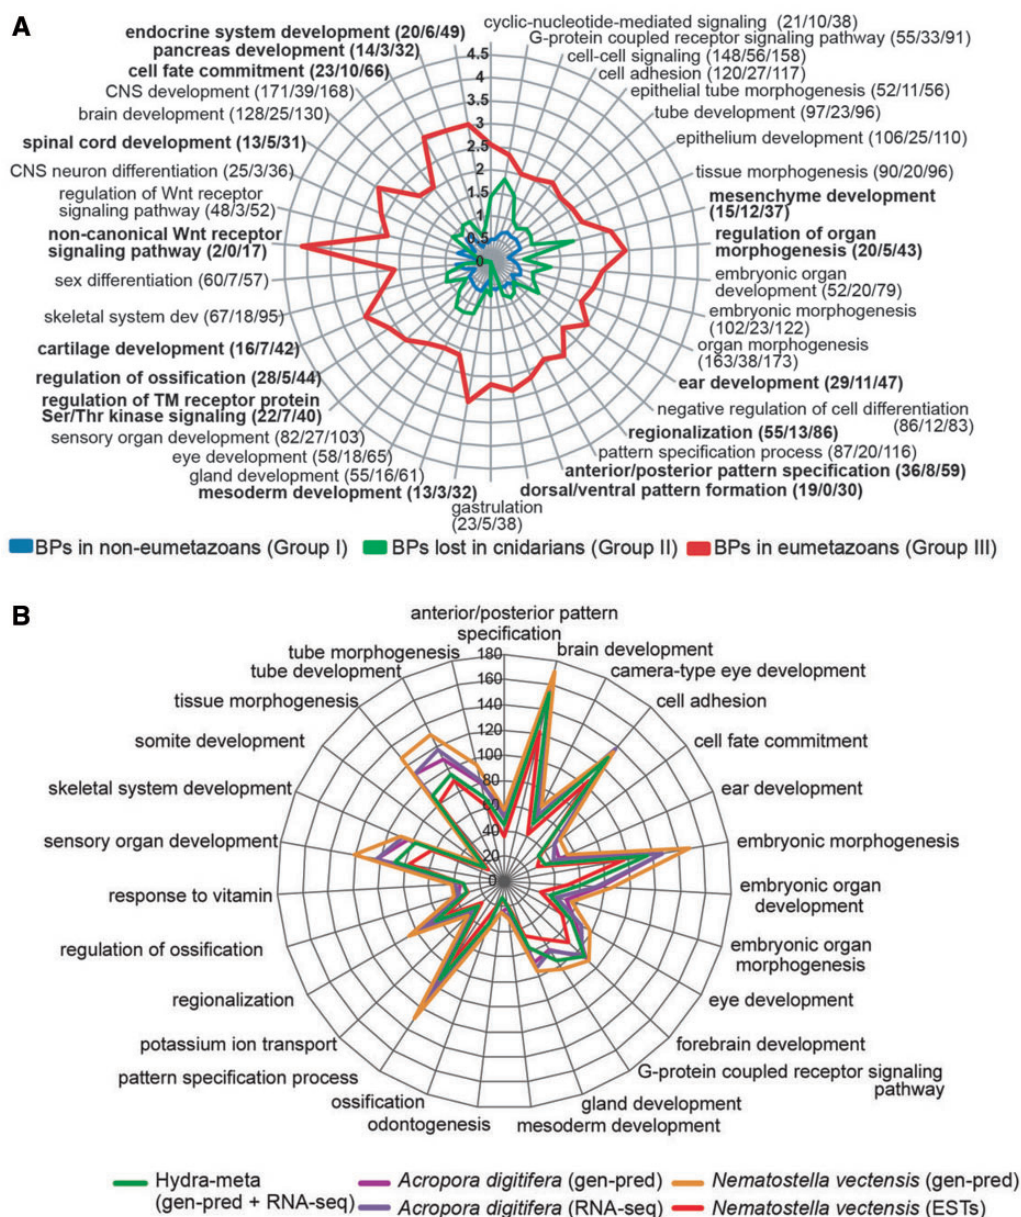 A
cyclic-nucleotide-mediated signaling (21/10/38)
G-protein coupled receptor signaling pathway (55/33/91)
cell-cell signaling (148/56/158)
cell adhesion (120/27/117)
epithelial tube morphogenesis (52/11/56)
tube development (97/23/96)
epithelium development (106/25/110)
tissue morphogenesis (90/20/96)
mesenchyme development
(15/12/37)
regulation of organ
morphogenesis (20/5/43)
embryonic organ
development (52/20/79)
embryonic morphogenesis
(102/23/122)
organ morphogenesis
(163/38/173)
ear development (29/11/47)
negative regulation of cell differentiation
(86/12/83)
regionalization (55/13/86)
pattern specification process (87/20/116)
anterior/posterior pattern specification (36/8/59)
dorsal/ventral pattern formation (19/0/30)
gastrulation
(23/5/38)
mesoderm development (13/3/32)
gland development (55/16/61)
eye development (58/18/65)
sensory organ development (82/27/103)
regulation of TM receptor protein
Ser/Thr kinase signaling (22/7/40)
regulation of ossification (28/5/44)
cartilage development (16/7/42)
skeletal system dev (67/18/95)
sex differentiation (60/7/57)
non-canonical Wnt receptor
signaling pathway (2/0/17)
regulation of Wnt receptor
signaling pathway (48/3/52)
CNS neuron differentiation (25/3/36)
spinal cord development (13/5/31)
brain development (128/25/130)
CNS development (171/39/168)
cell fate commitment (23/10/66)
pancreas development (14/3/32)
endocrine system development (20/6/49)
4.5
4
3.5
3
2.5
2
1.5
1
0.5
0
BPs in non-eumetazoans (Group I)
BPs lost in cnidarians (Group II)
BPs in eumetazoans (Group III)
B
anterior/posterior pattern
specification
brain development
camera-type eye development
cell adhesion
cell fate commitment
ear development
embryonic morphogenesis
embryonic organ
development
embryonic organ
morphogenesis
eye development
forebrain development
G-protein coupled receptor signaling
pathway
gland development
mesoderm development
odontogenesis
ossification
pattern specification process
potassium ion transport
regionalization
regulation of ossification
response to vitamin
sensory organ development
skeletal system development
somite development
tissue morphogenesis
tube development
tube morphogenesis
180
160
140
120
100
80
60
40
20
0
Hydra-meta
(gen-pred + RNA-seq)
Acropora digitifera (gen-pred)
Acropora digitifera (RNA-seq)
Nematostella vectensis (gen-pred)
Nematostella vectensis (ESTs)